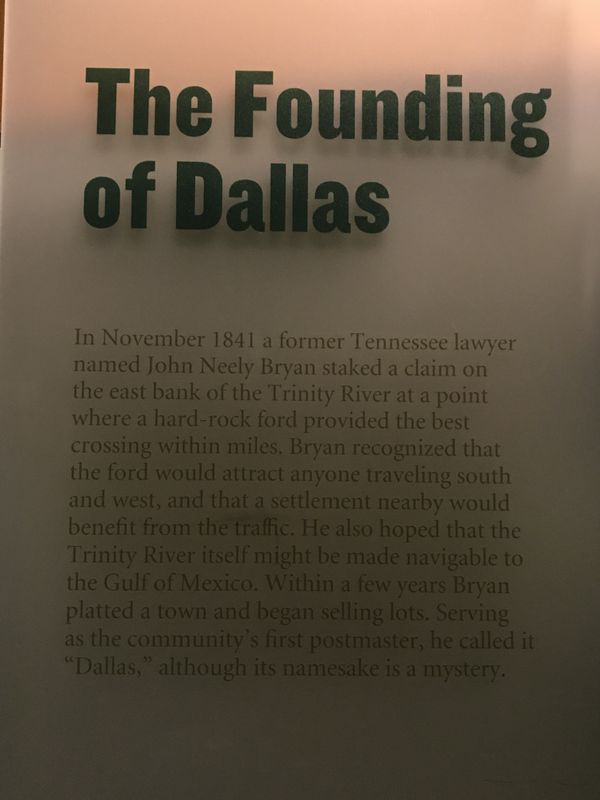 The Founding
of Dallas
In November 1841 a former Tennessee lawyer
named John Neely Bryan staked a claim on
the east bank of the Trinity River at a point
where a hard-rock ford provided the best
crossing within miles. Bryan recognized that
the ford would attract anyone traveling south
and west, and that a settlement nearby would
benefit from the traffic. He also hoped that the
Trinity River itself might be made navigable to
the Gulf of Mexico. Within a few years Bryan
platted a town and began selling lots. Serving
as the community’s first postmaster, he called it
“Dallas,” although its namesake is a mystery.